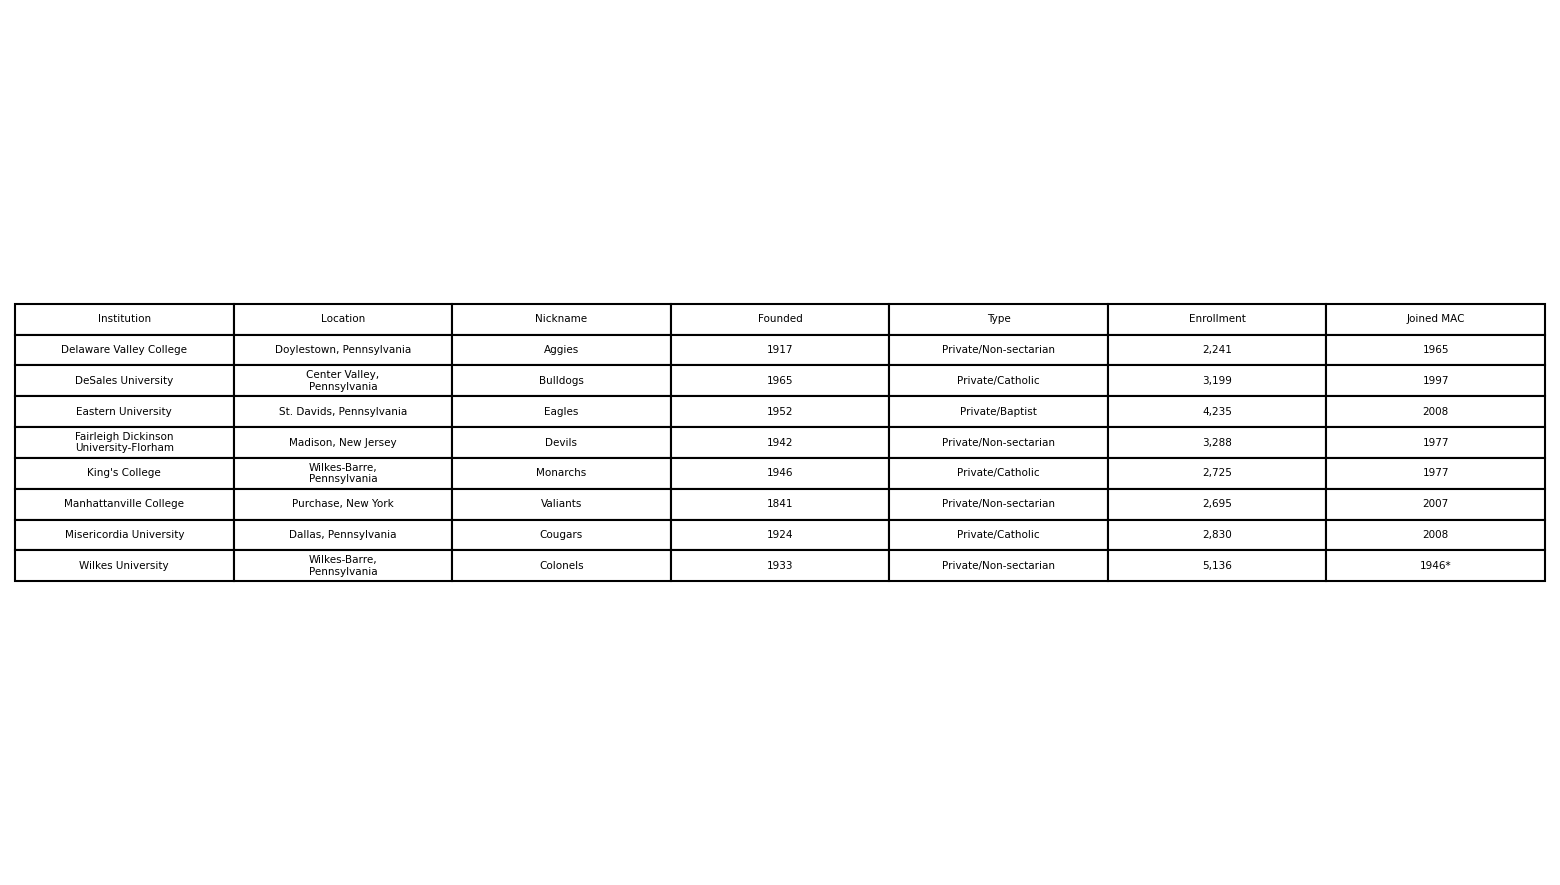 Institution Location Nickname Founded Type Enrollment Joined MAC
Delaware Valley College Doylestown, Pennsylvania Aggies 1917 Private/Non-sectarian 2,241 1965
DeSales University Center Valley, Pennsylvania Bulldogs 1965 Private/Catholic 3,199 1997
Eastern University St. Davids, Pennsylvania Eagles 1952 Private/Baptist 4,235 2008
Fairleigh Dickinson University-Florham Madison, New Jersey Devils 1942 Private/Non-sectarian 3,288 1977
King's College Wilkes-Barre, Pennsylvania Monarchs 1946 Private/Catholic 2,725 1977
Manhattanville College Purchase, New York Valiants 1841 Private/Non-sectarian 2,695 2007
Misericordia University Dallas, Pennsylvania Cougars 1924 Private/Catholic 2,830 2008
Wilkes University Wilkes-Barre, Pennsylvania Colonels 1933 Private/Non-sectarian 5,136 1946*